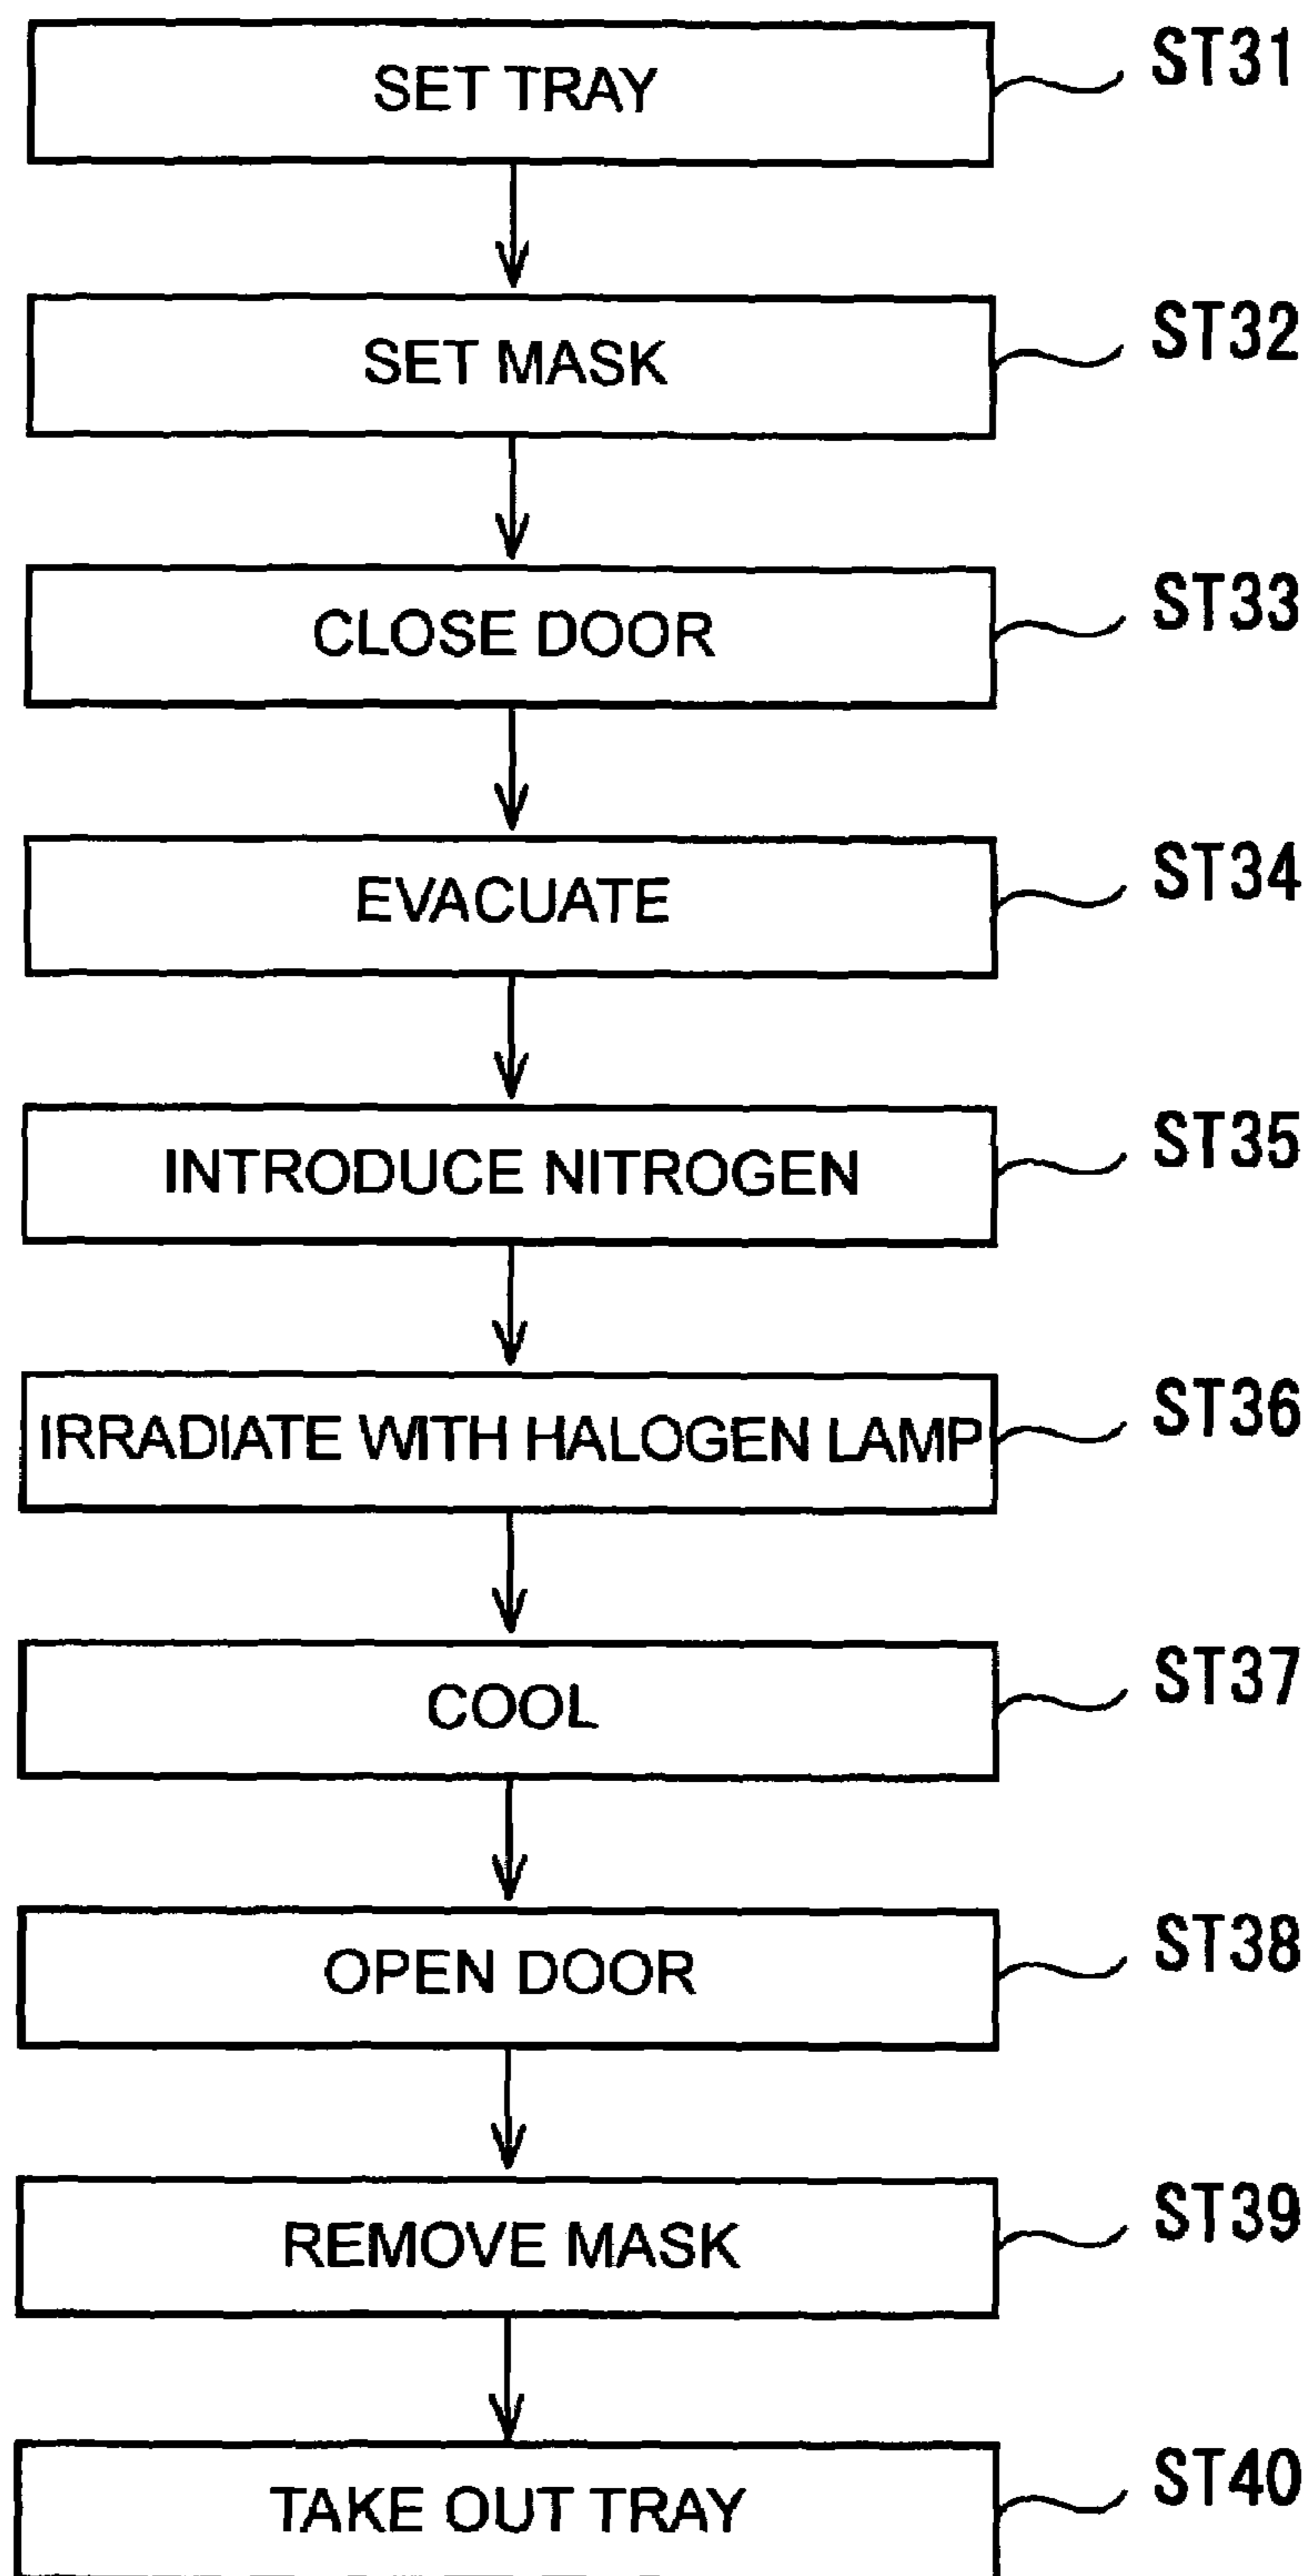 SET TRAY ST31
SET MASK ST32
CLOSE DOOR ST33
EVACUATE ST34
INTRODUCE NITROGEN ST35
IRRADIATE WITH HALOGEN LAMP ST36
COOL ST37
OPEN DOOR ST38
REMOVE MASK ST39
TAKE OUT TRAY ST40